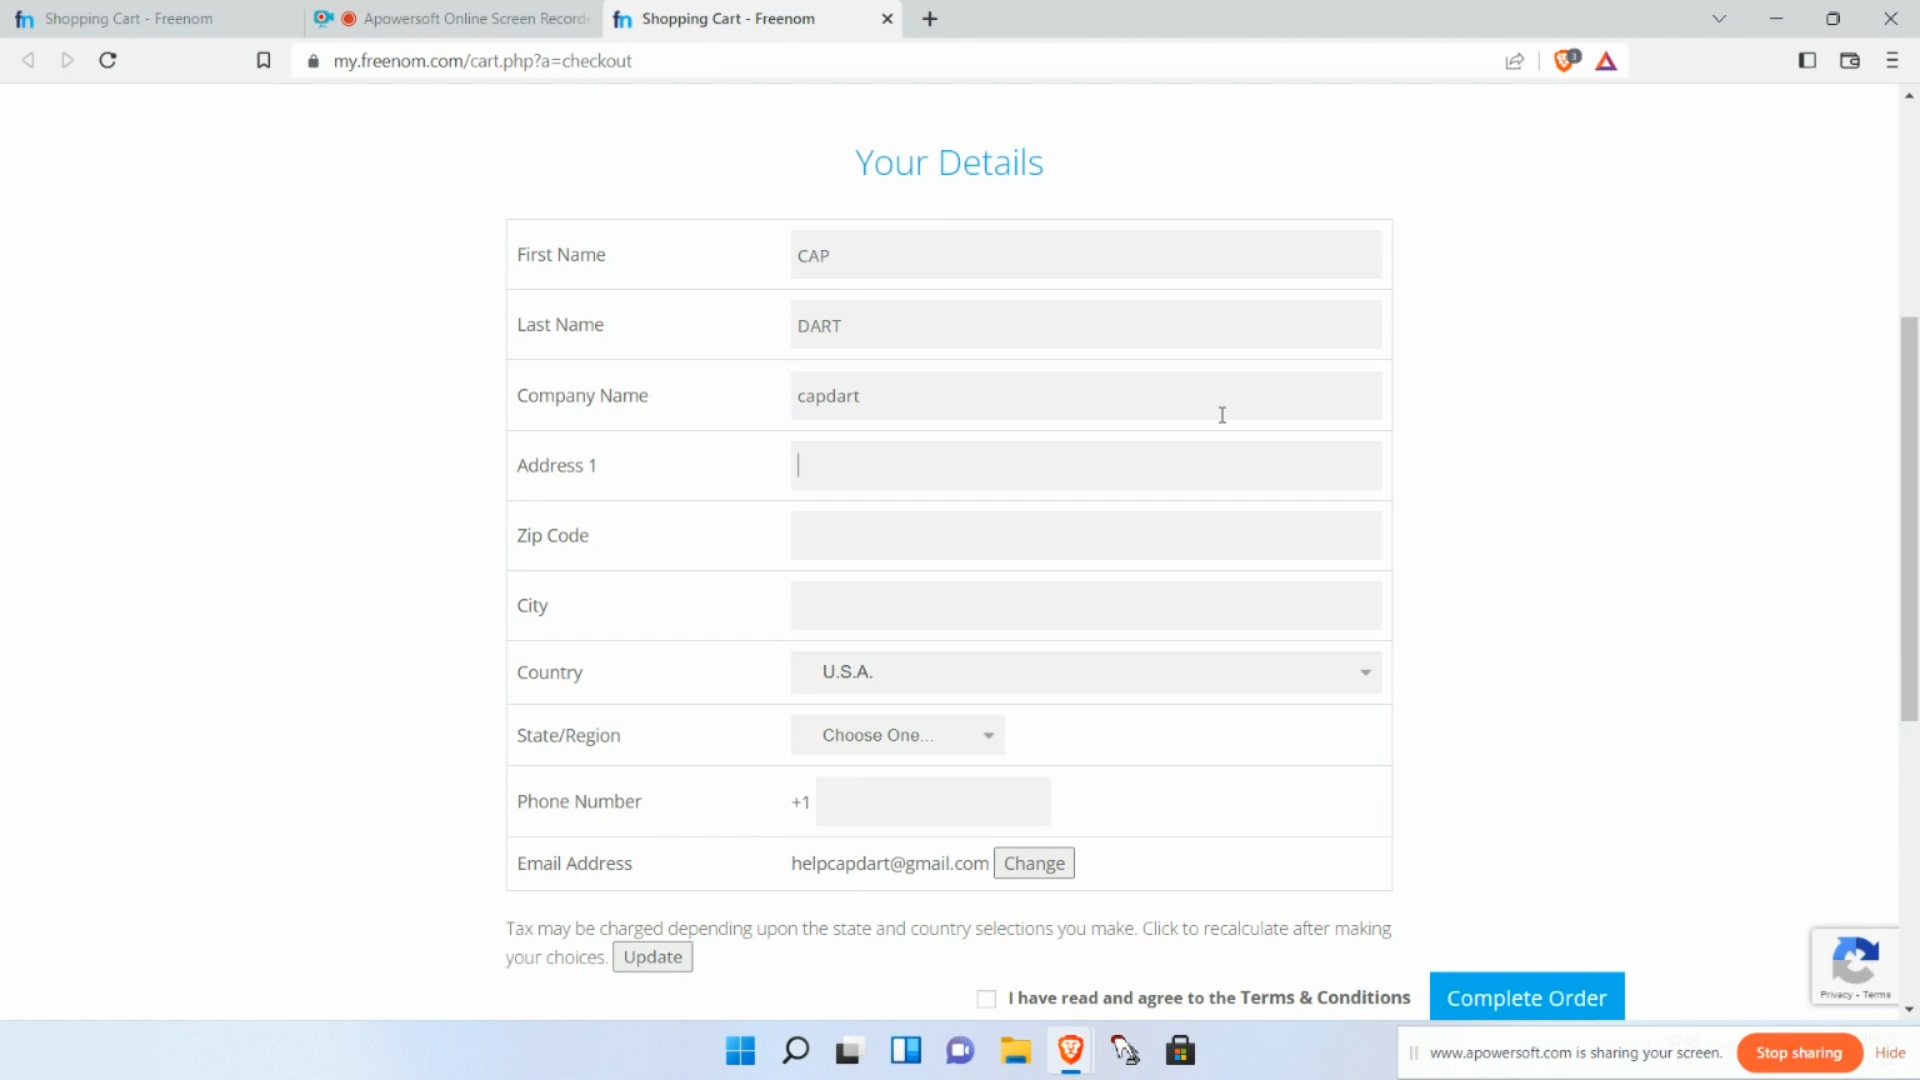 fn Shopping Cart - Freenom
Apowersoft Online Screen Recorde
fn Shopping Cart - Freenom
my.freenom.com/cart.php?a=checkout
3
Your Details
First Name CAP
Last Name DART
Company Name capdart
Address 1
Zip Code
City
Country U.S.A.
State/Region Choose One...
Phone Number +1
Email Address helpcapdart@gmail.com Change
Tax may be charged depending upon the state and country selections you make. Click to recalculate after making
your choices. Update
I have read and agree to the Terms & Conditions Complete Order
Privacy - Terms
www.apowersoft.com is sharing your screen. Stop sharing Hide